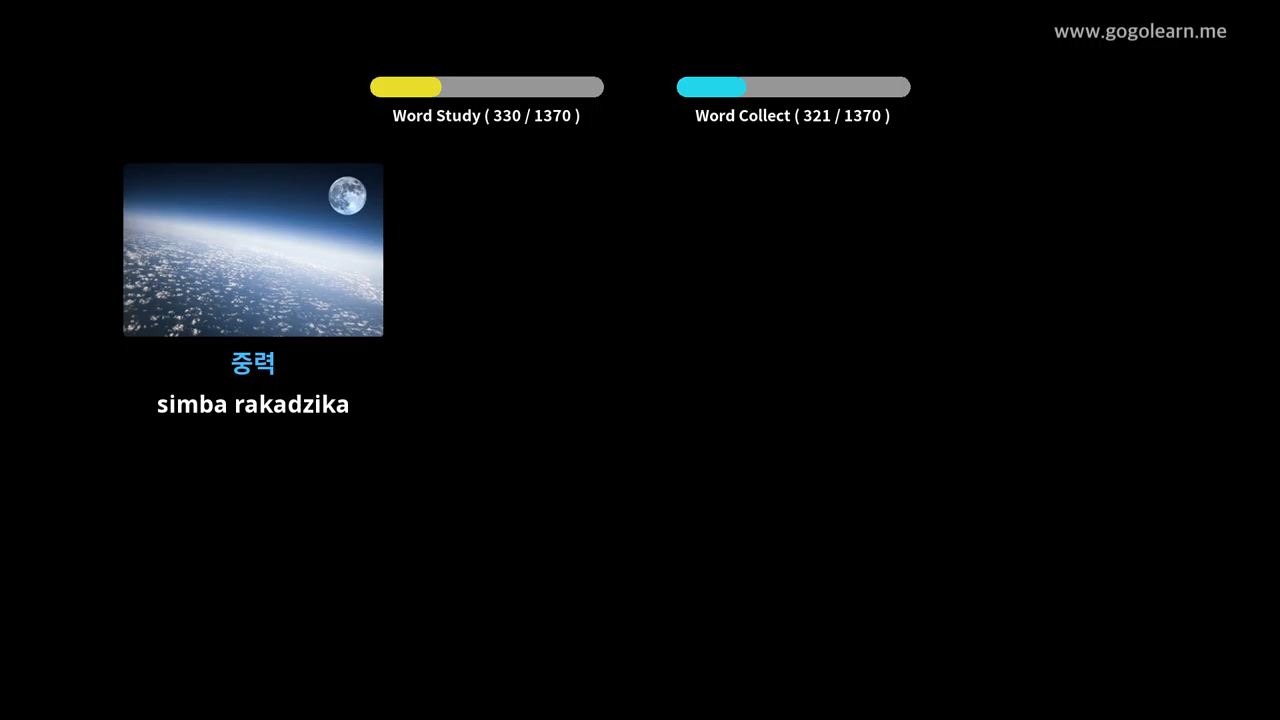 www.gogolearn.me
Word Study ( 330 / 1370 )
Word Collect ( 321 / 1370 )
중력
simba rakadzika